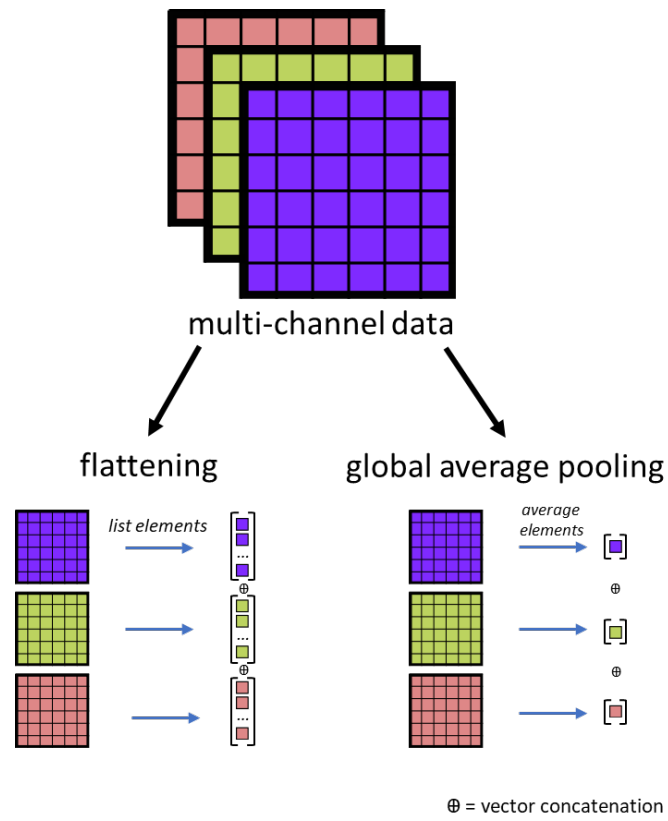 multi-channel data
flattening
global average pooling
list elements
...
⊕
...
⊕
...
average
elements
⊕
⊕
⊕ = vector concatenation